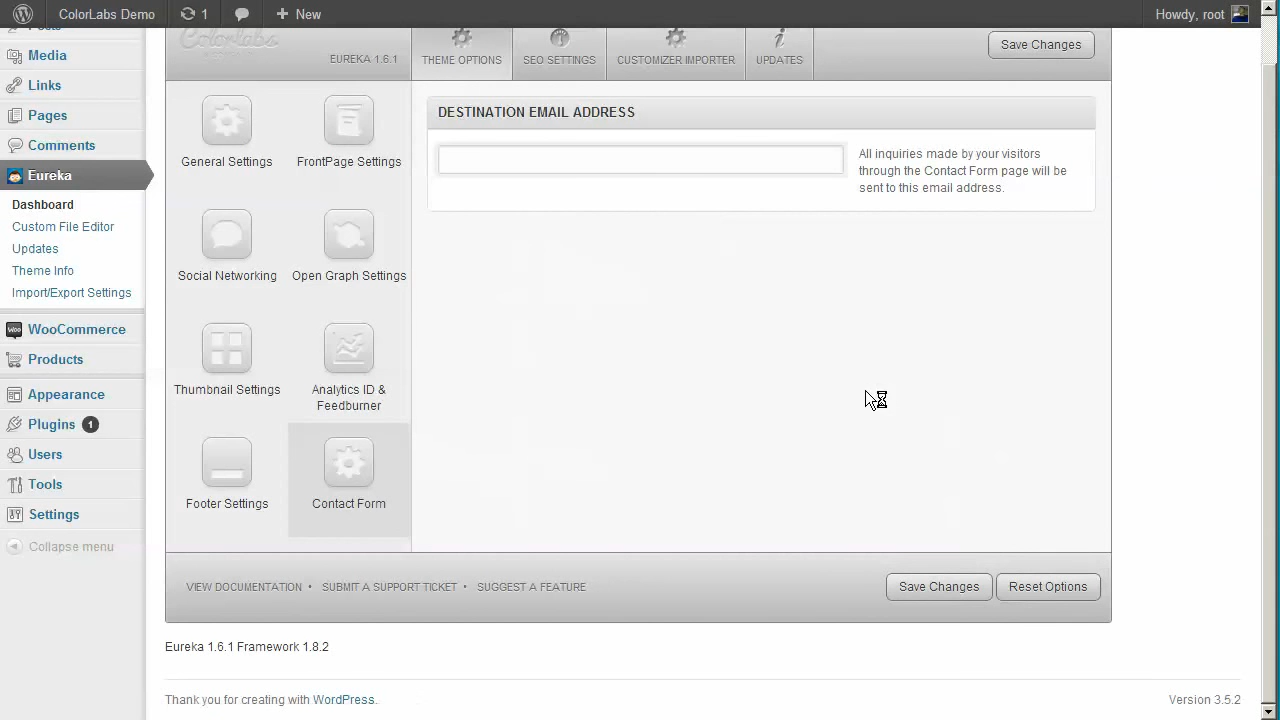 ColorLabs Demo
1
New
Howdy, root
Posts
Media
Links
Pages
Comments
Eureka
Dashboard
Custom File Editor
Updates
Theme Info
Import/Export Settings
WooCommerce
Products
Appearance
Plugins 1
Users
Tools
Settings
Collapse menu
Colorlabs
EUREKA 1.6.1
THEME OPTIONS
SEO SETTINGS
CUSTOMIZER IMPORTER
UPDATES
Save Changes
General Settings
FrontPage Settings
Social Networking
Open Graph Settings
Thumbnail Settings
Analytics ID &
Feedburner
Footer Settings
Contact Form
DESTINATION EMAIL ADDRESS
All inquiries made by your visitors
through the Contact Form page will be
sent to this email address.
VIEW DOCUMENTATION • SUBMIT A SUPPORT TICKET • SUGGEST A FEATURE
Save Changes
Reset Options
Eureka 1.6.1 Framework 1.8.2
Thank you for creating with WordPress.
Version 3.5.2